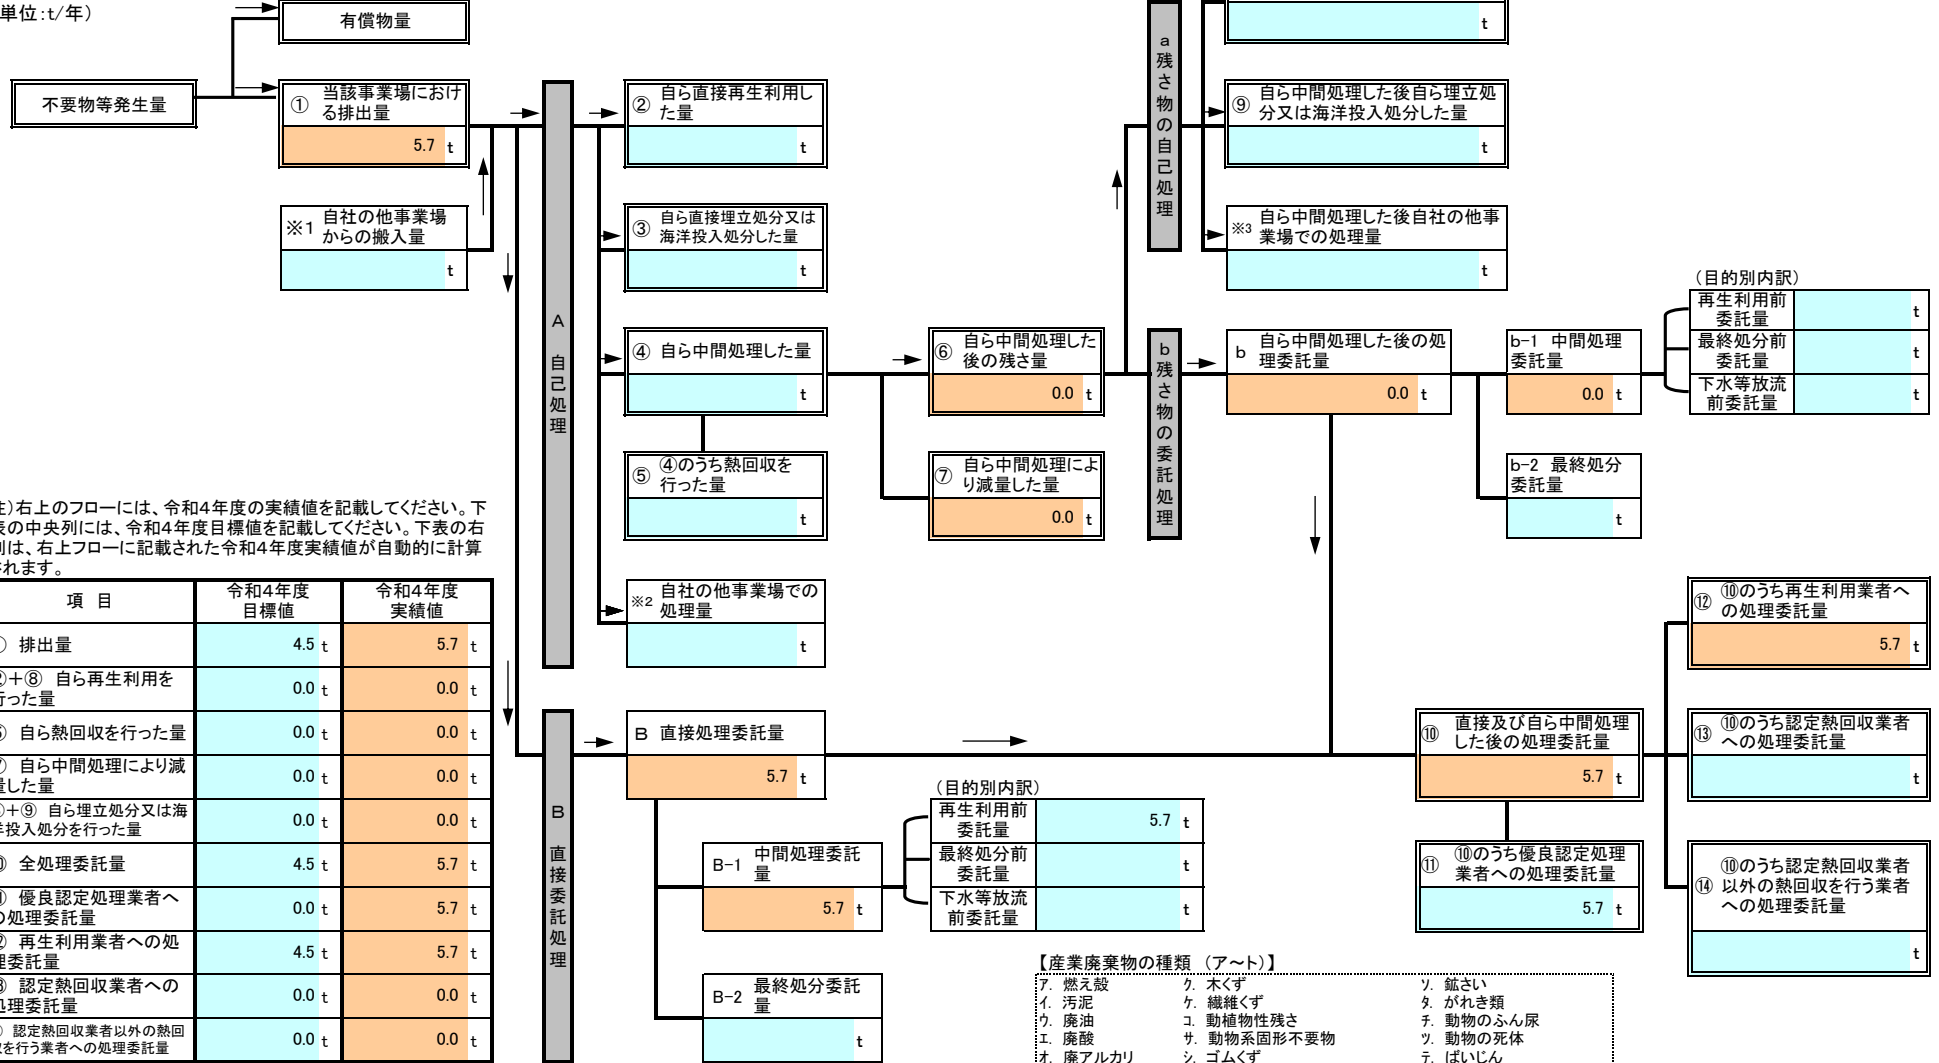 単位:t/年）
有償物量
不要物等発生量
① 当該事業場におけ
る排出量
5.7 t
※1 自社の他事業場
からの搬入量
t
A 自己処理
② 自ら直接再生利用し
た量
t
③ 自ら直接埋立処分又は
海洋投入処分した量
t
④ 自ら中間処理した量
t
⑤ ④のうち熱回収を
行った量
t
※2 自社の他事業場での
処理量
t
⑥ 自ら中間処理した
後の残さ量
0.0 t
⑦ 自ら中間処理によ
り減量した量
0.0 t
a残さ物の自己処理
t
⑨ 自ら中間処理した後自ら埋立処
分又は海洋投入処分した量
t
※3 自ら中間処理した後自社の他事
業場での処理量
t
b残さ物の委託処理
b 自ら中間処理した後の処
理委託量
0.0 t
b-1 中間処理
委託量
0.0 t
b-2 最終処分
委託量
t
（目的別内訳）
再生利用前
委託量
t
最終処分前
委託量
t
下水等放流
前委託量
t
注）右上のフローには、令和4年度の実績値を記載してください。下
表の中央列には、令和4年度目標値を記載してください。下表の右
列は、右上フローに記載された令和4年度実績値が自動的に計算
されます。
項 目 令和4年度
目標値 令和4年度
実績値
排出量 4.5 t 5.7 t
②+⑧ 自ら再生利用を
行った量 0.0 t 0.0 t
自ら熱回収を行った量 0.0 t 0.0 t
⑦ 自ら中間処理により減
量した量 0.0 t 0.0 t
+⑨ 自ら埋立処分又は海
洋投入処分を行った量 0.0 t 0.0 t
全処理委託量 4.5 t 5.7 t
優良認定処理業者へ
の処理委託量 0.0 t 5.7 t
再生利用業者への処
理委託量 4.5 t 5.7 t
認定熱回収業者への
処理委託量 0.0 t 0.0 t
認定熱回収業者以外の熱回
収を行う業者への処理委託量 0.0 t 0.0 t
B 直接委託処理
B 直接処理委託量
5.7 t
B-1 中間処理委託
量
5.7 t
B-2 最終処分委託
量
t
（目的別内訳）
再生利用前
委託量
5.7 t
最終処分前
委託量
t
下水等放流
前委託量
t
⑩ 直接及び自ら中間処理
した後の処理委託量
5.7 t
⑪ ⑩のうち優良認定処理
業者への処理委託量
5.7 t
⑫ ⑩のうち再生利用業者へ
の処理委託量
5.7 t
⑬ ⑩のうち認定熱回収業者
への処理委託量
t
⑭ ⑩のうち認定熱回収業者
以外の熱回収を行う業者
への処理委託量
t
【産業廃棄物の種類 （ア～ト）】
ア. 燃え殻 ク. 木くず ソ. 鉱さい
イ. 汚泥 ケ. 繊維くず タ. がれき類
ウ. 廃油 コ. 動植物性残さ チ. 動物のふん尿
エ. 廃酸 サ. 動物系固形不要物 ツ. 動物の死体
オ. 廃アルカリ シ. ゴムくず テ. ばいじん